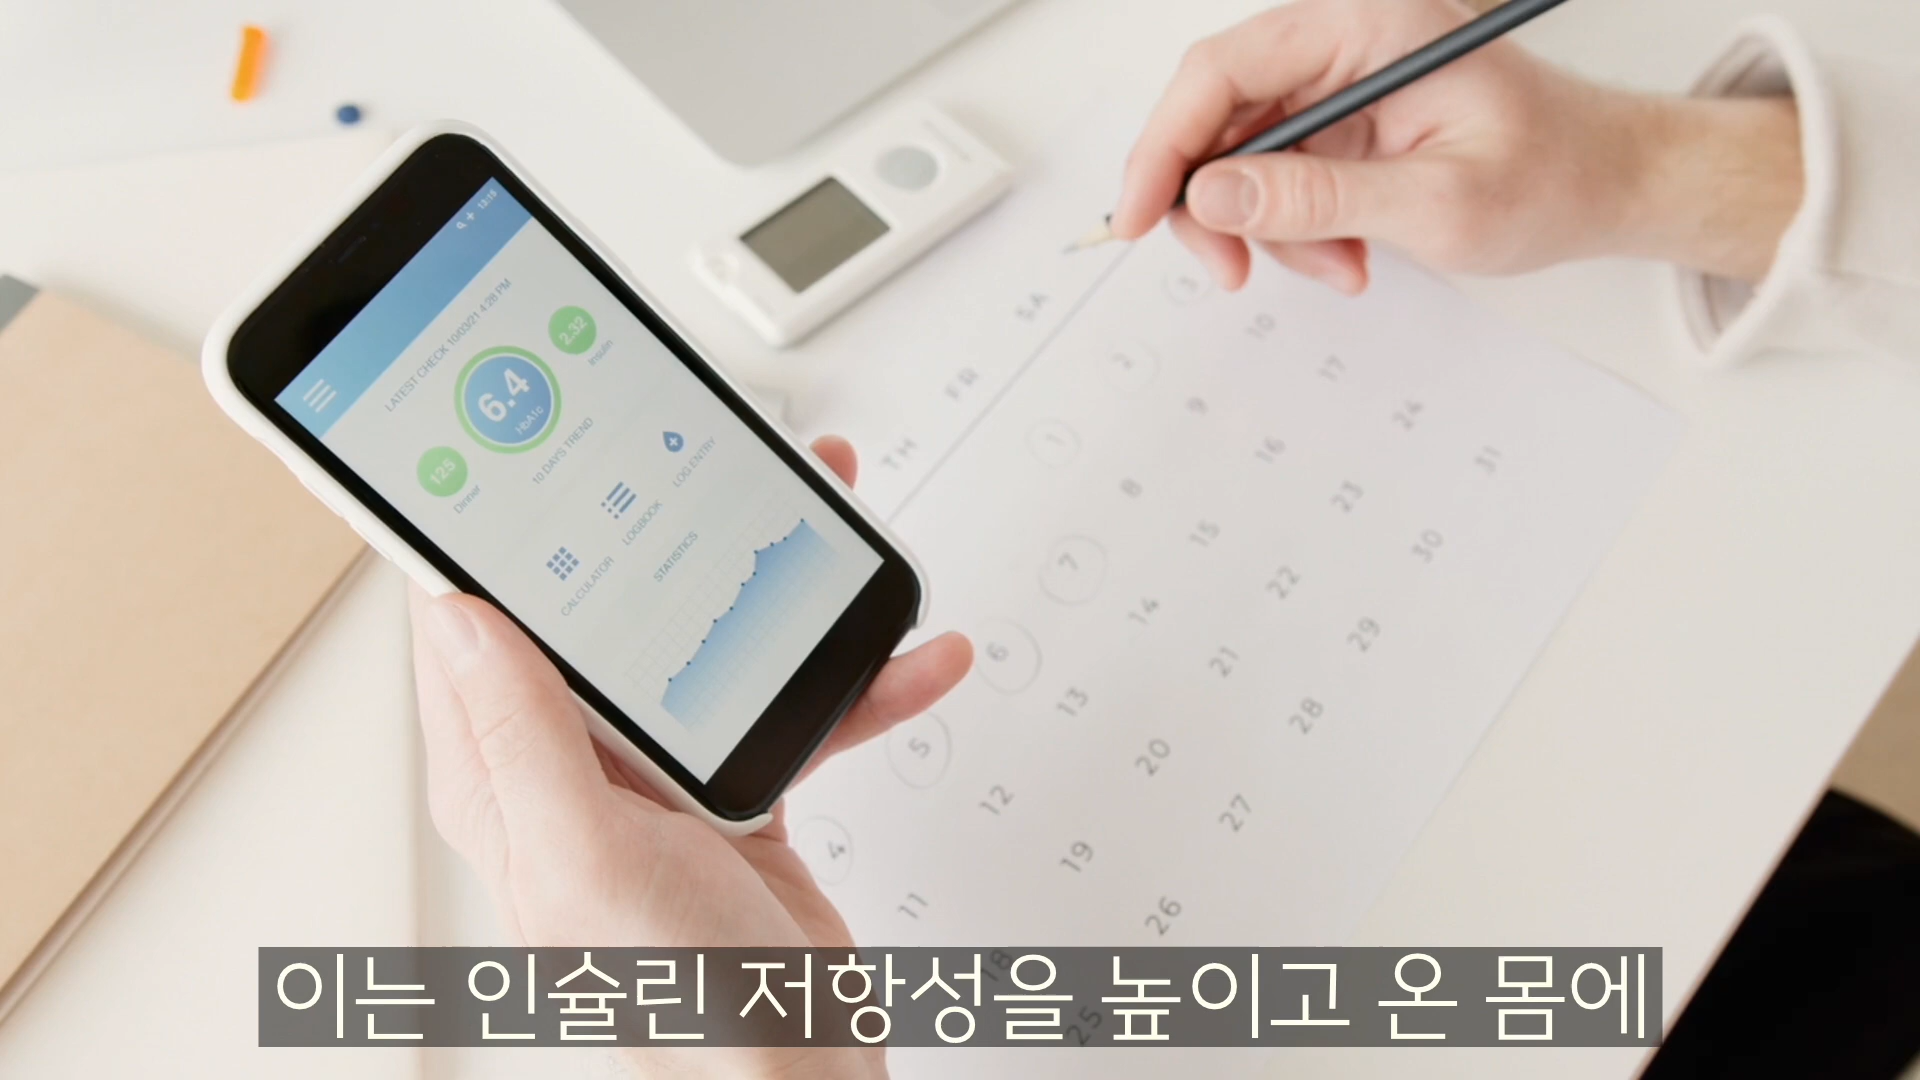 13:15
LATEST CHECK 10/03/21 4:28 PM
125
Dinner
6.4
HbA1c
2.32
Insulin
10 DAYS TREND
CALCULATOR
LOGBOOK
LOG ENTRY
STATISTICS
TH FR SA
1 2 3
4 5 6 7 8 9 10
11 12 13 14 15 16 17
18 19 20 21 22 23 24
25 26 27 28 29 30 31
이는 인슐린 저항성을 높이고 온 몸에